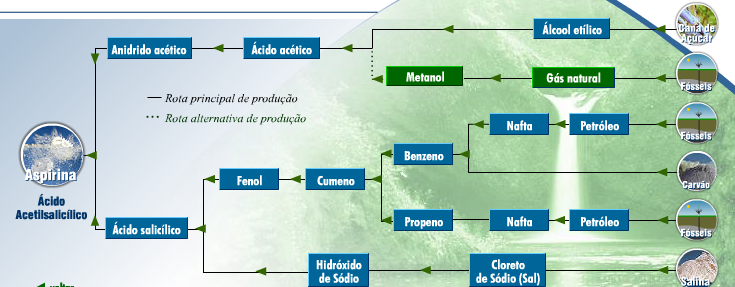 Álcool etílico
Cana de
Açúcar
Anidrido acético
Ácido acético
Metanol
Gás natural
Fósseis
Rota principal de produção
Rota alternativa de produção
Nafta
Petróleo
Fósseis
Benzeno
Carvão
Aspirina
Ácido
Acetilsalicílico
Fenol
Cumeno
Propeno
Nafta
Petróleo
Fósseis
Ácido salicílico
Hidróxido
de Sódio
Cloreto
de Sódio (Sal)
Salina
voltar